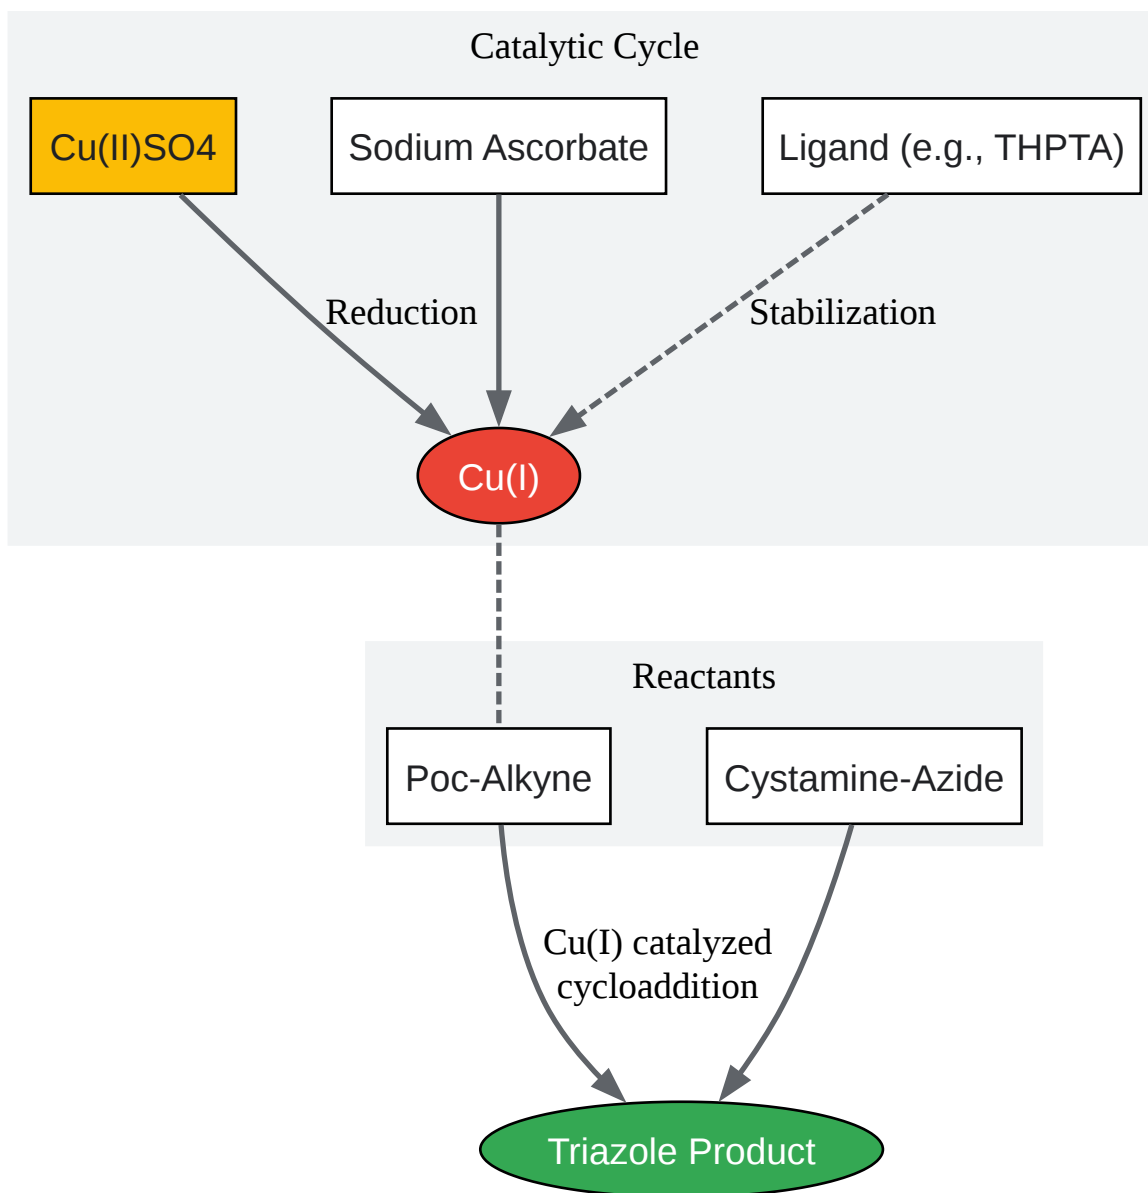 Catalytic Cycle
Cu(II)SO4
Sodium Ascorbate
Ligand (e.g., THPTA)
Reduction
Stabilization
Cu(I)
Reactants
Poc-Alkyne
Cystamine-Azide
Cu(I) catalyzed
cycloaddition
Triazole Product